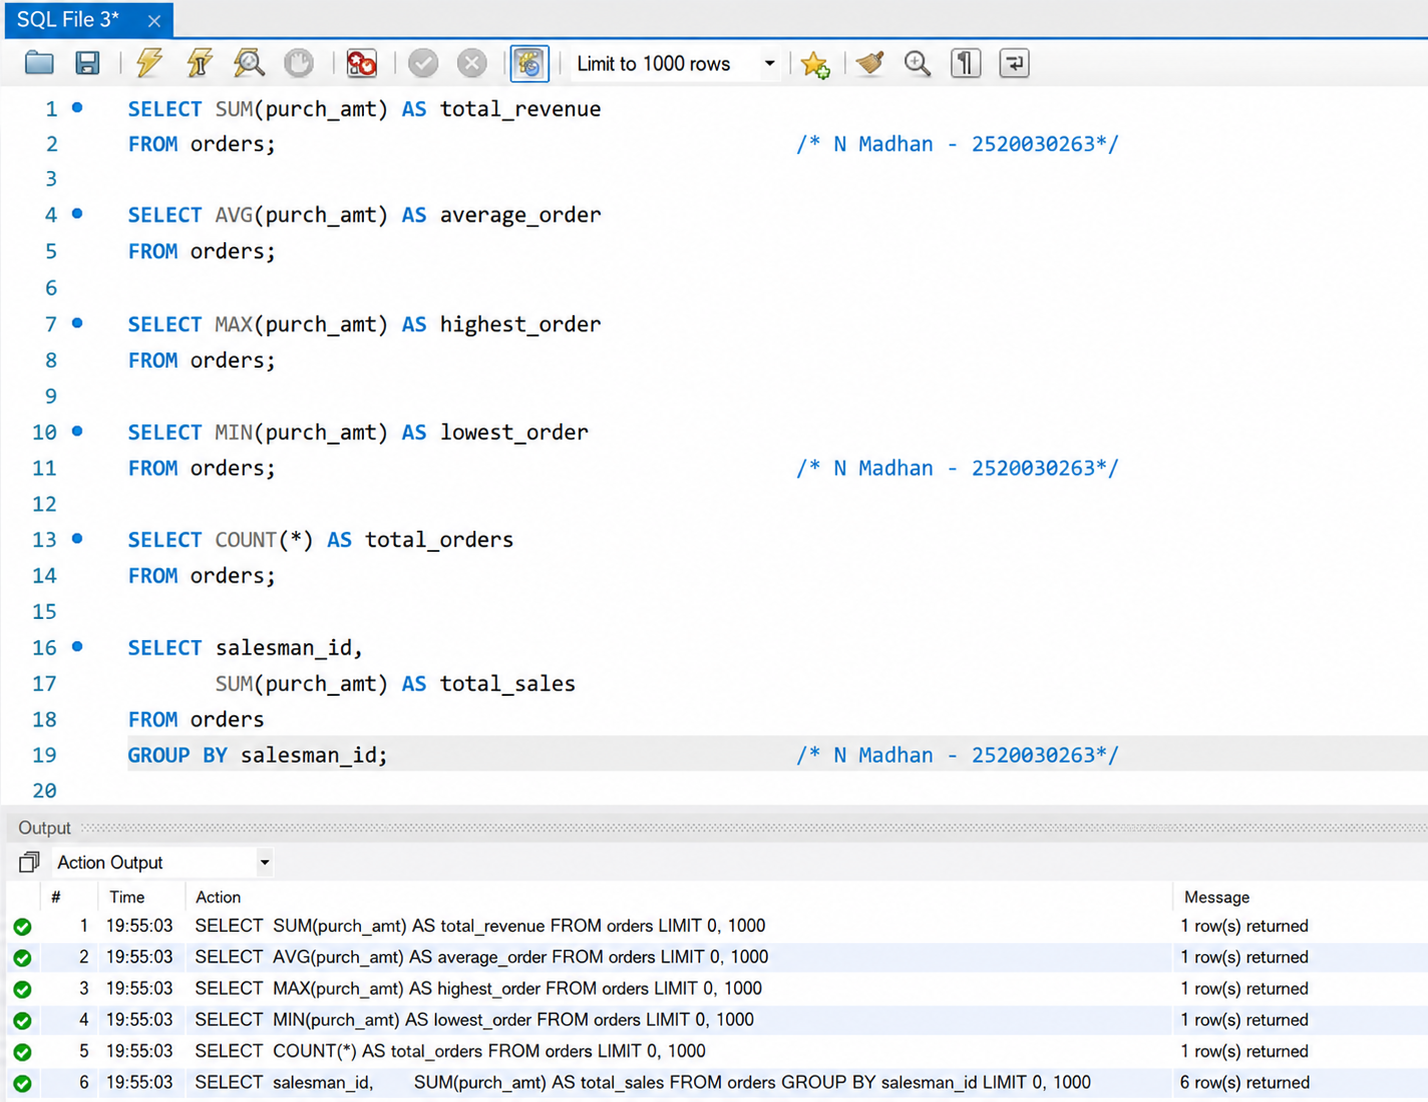 SQL File 3*
Limit to 1000 rows
1 SELECT SUM(purch_amt) AS total_revenue
2 FROM orders; /* N Madhan - 2520030263*/
3
4 SELECT AVG(purch_amt) AS average_order
5 FROM orders;
6
7 SELECT MAX(purch_amt) AS highest_order
8 FROM orders;
9
10 SELECT MIN(purch_amt) AS lowest_order
11 FROM orders; /* N Madhan - 2520030263*/
12
13 SELECT COUNT(*) AS total_orders
14 FROM orders;
15
16 SELECT salesman_id,
17 SUM(purch_amt) AS total_sales
18 FROM orders
19 GROUP BY salesman_id; /* N Madhan - 2520030263*/
20
Output
Action Output
# Time Action Message
1 19:55:03 SELECT SUM(purch_amt) AS total_revenue FROM orders LIMIT 0, 1000 1 row(s) returned
2 19:55:03 SELECT AVG(purch_amt) AS average_order FROM orders LIMIT 0, 1000 1 row(s) returned
3 19:55:03 SELECT MAX(purch_amt) AS highest_order FROM orders LIMIT 0, 1000 1 row(s) returned
4 19:55:03 SELECT MIN(purch_amt) AS lowest_order FROM orders LIMIT 0, 1000 1 row(s) returned
5 19:55:03 SELECT COUNT(*) AS total_orders FROM orders LIMIT 0, 1000 1 row(s) returned
6 19:55:03 SELECT salesman_id, SUM(purch_amt) AS total_sales FROM orders GROUP BY salesman_id LIMIT 0, 1000 6 row(s) returned